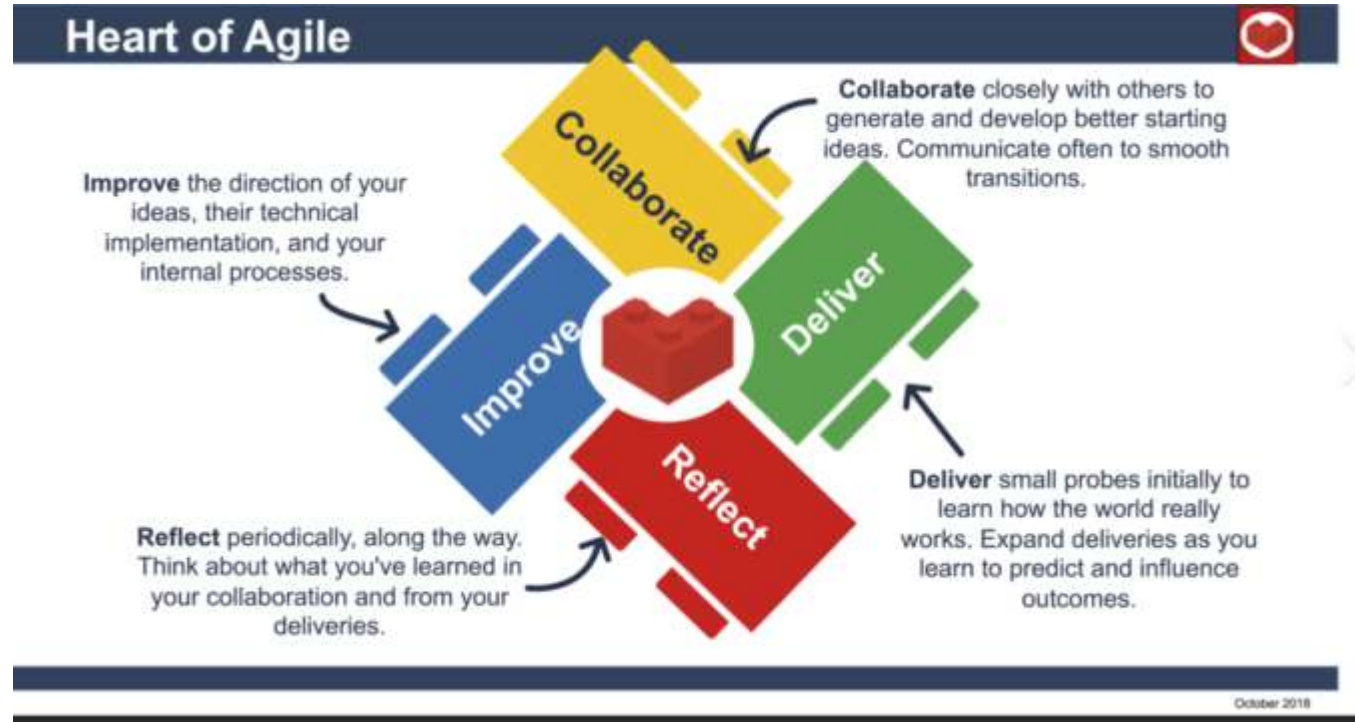 Heart of Agile
Collaborate
Collaborate closely with others to
generate and develop better starting
ideas. Communicate often to smooth
transitions.
Improve the direction of your
ideas, their technical
implementation, and your
internal processes.
Deliver
Improve
Reflect
Deliver small probes initially to
learn how the world really
works. Expand deliveries as you
learn to predict and influence
outcomes.
Reflect periodically, along the way.
Think about what you've learned in
your collaboration and from your
deliveries.
October 2018